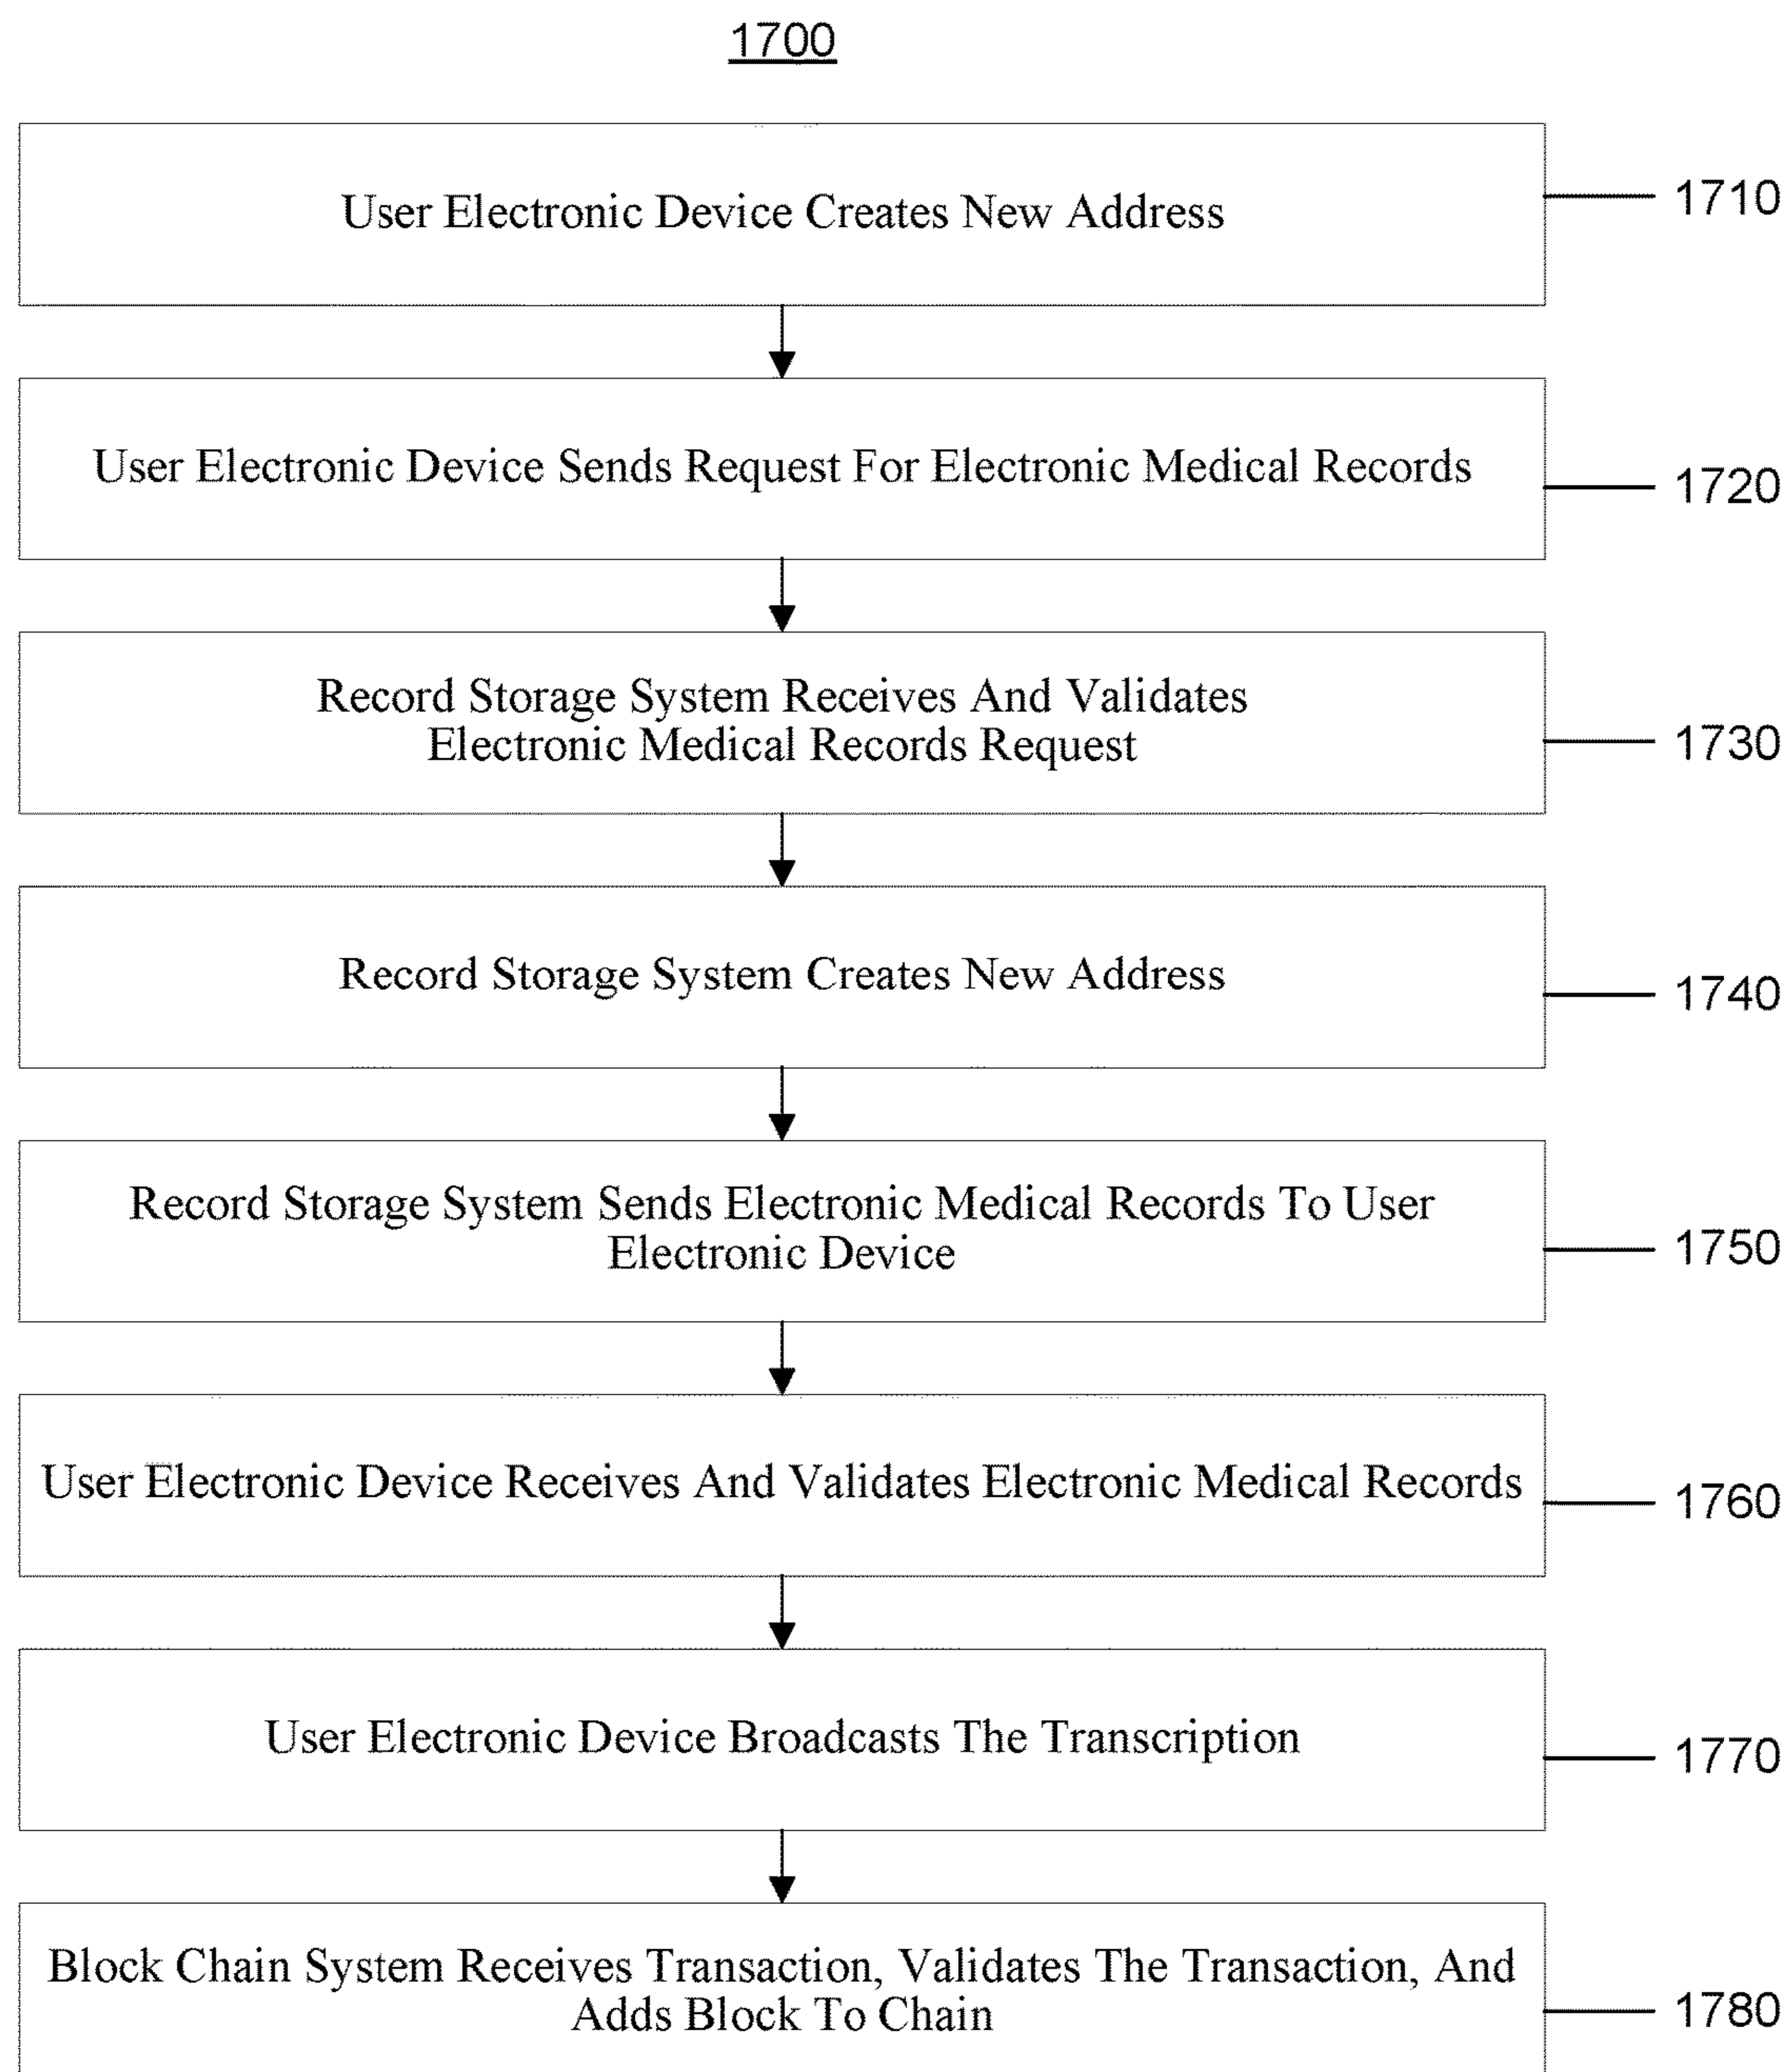 1700
User Electronic Device Creates New Address
1710
User Electronic Device Sends Request For Electronic Medical Records
1720
Record Storage System Receives And Validates
Electronic Medical Records Request
1730
Record Storage System Creates New Address
1740
Record Storage System Sends Electronic Medical Records To User
Electronic Device
1750
User Electronic Device Receives And Validates Electronic Medical Records
1760
User Electronic Device Broadcasts The Transcription
1770
Block Chain System Receives Transaction, Validates The Transaction, And
Adds Block To Chain
1780